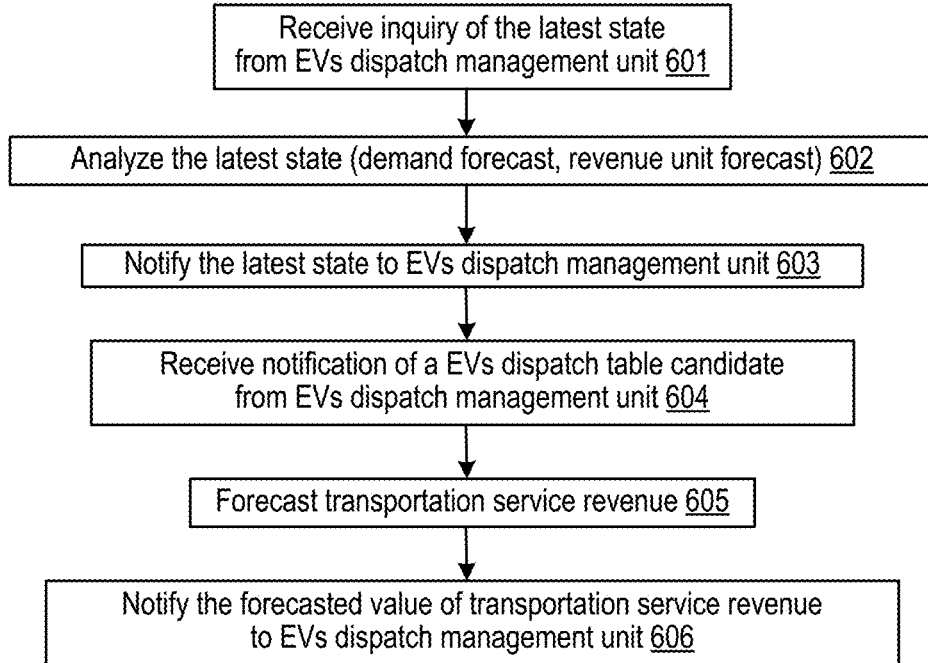 Receive inquiry of the latest state
from EVs dispatch management unit 601
Analyze the latest state (demand forecast, revenue unit forecast) 602
Notify the latest state to EVs dispatch management unit 603
Receive notification of a EVs dispatch table candidate
from EVs dispatch management unit 604
Forecast transportation service revenue 605
Notify the forecasted value of transportation service revenue
to EVs dispatch management unit 606